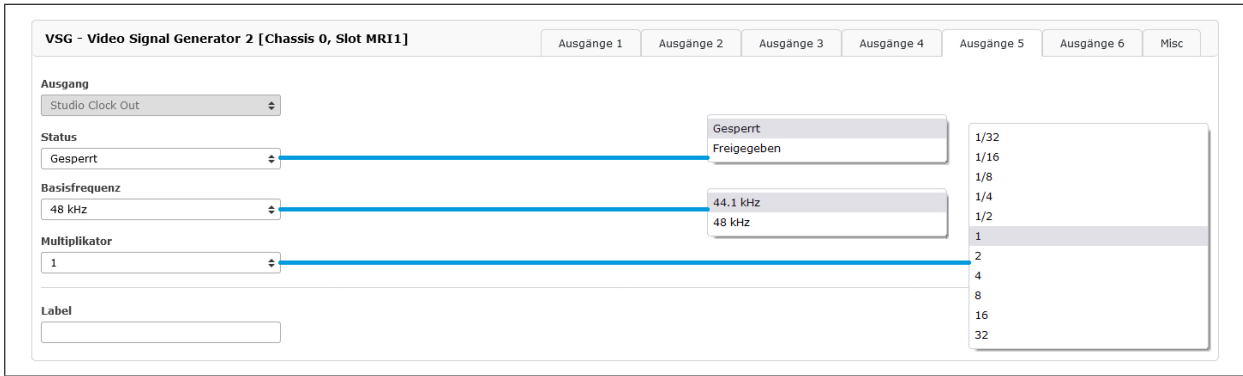 VSG - Video Signal Generator 2 [Chassis 0, Slot MRI1]
Ausgänge 1
Ausgänge 2
Ausgänge 3
Ausgänge 4
Ausgänge 5
Ausgänge 6
Misc
Ausgang
Studio Clock Out
Status
Gesperrt
Gesperrt
Freigegeben
Basisfrequenz
48 kHz
44.1 kHz
48 kHz
Multiplikator
1
1/32
1/16
1/8
1/4
1/2
1
2
4
8
16
32
Label